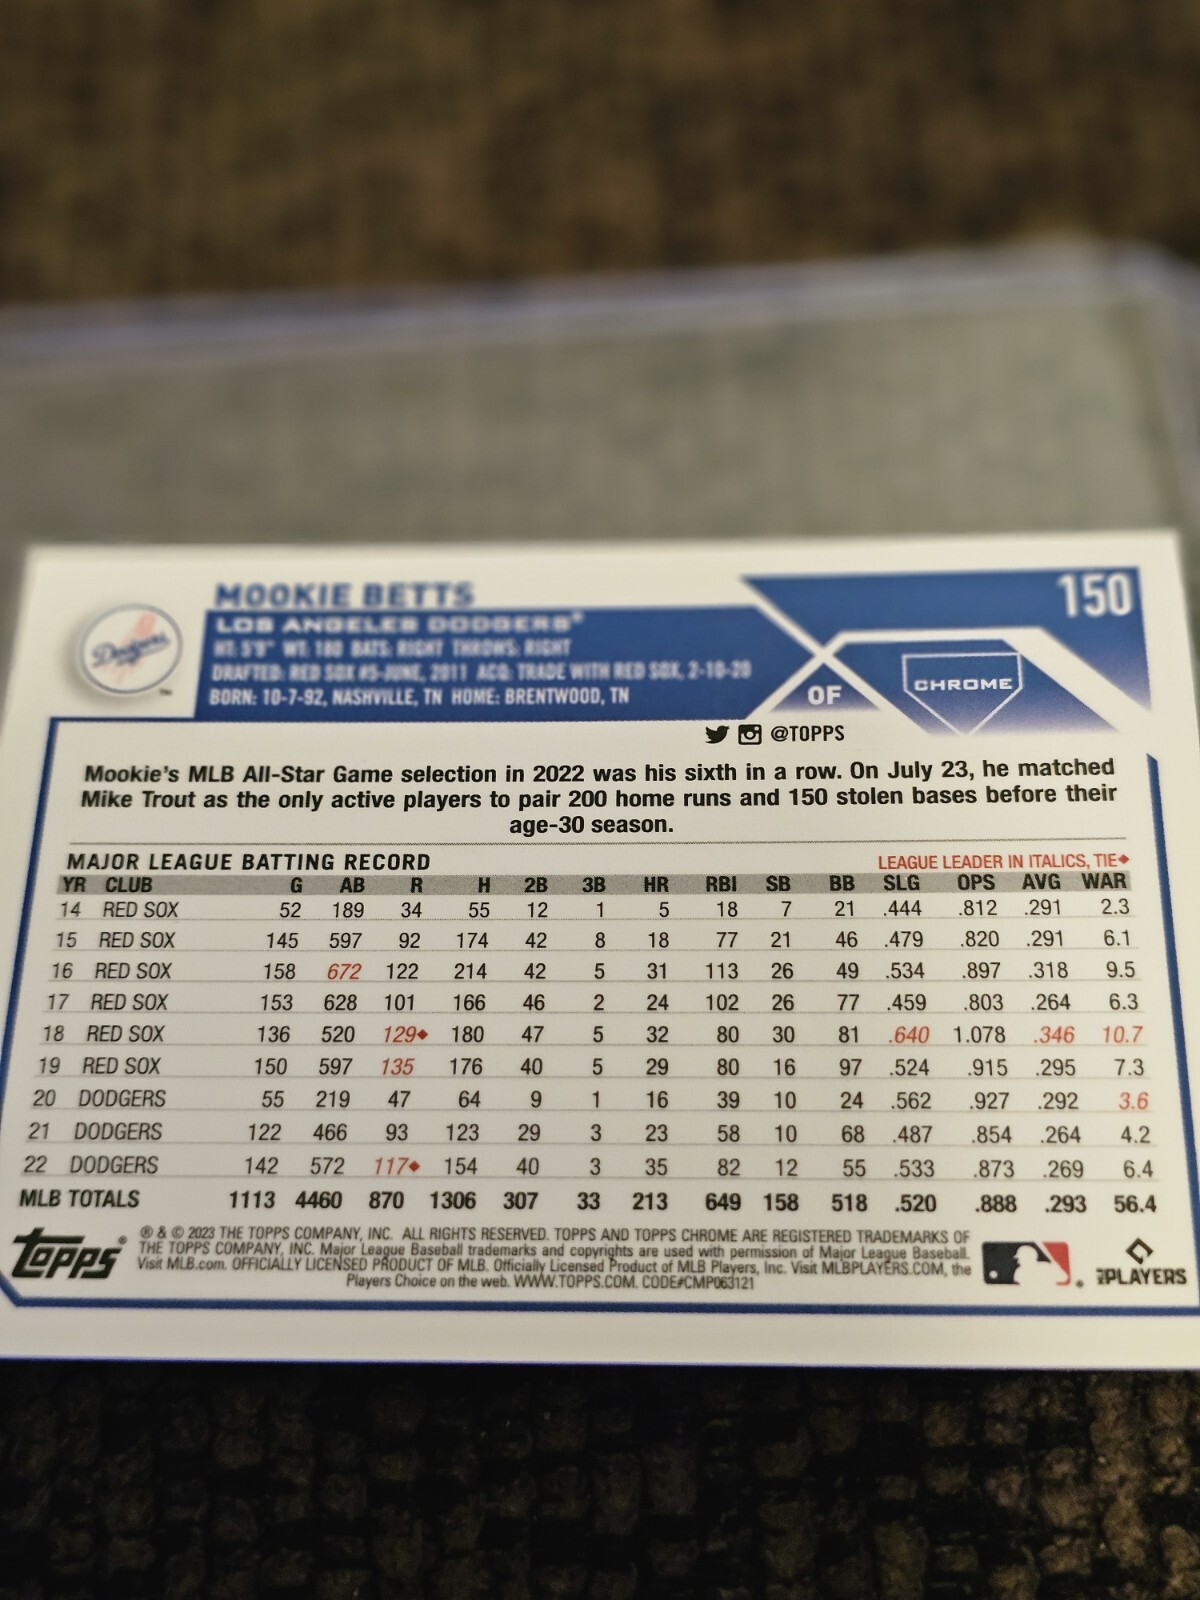 MOOKIE BETTS
150
LOS ANGELES DODGERS®
HT: 5'9" WT: 180 BATS: RIGHT THROWS: RIGHT
DRAFTED: RED SOX #5-JUNE, 2011 ACQ: TRADE WITH RED SOX, 2-10-20
BORN: 10-7-92, NASHVILLE, TN HOME: BRENTWOOD, TN
Dodgers
TM
OF
CHROME
@TOPPS
Mookie's MLB All-Star Game selection in 2022 was his sixth in a row. On July 23, he matched
Mike Trout as the only active players to pair 200 home runs and 150 stolen bases before their
age-30 season.
MAJOR LEAGUE BATTING RECORD LEAGUE LEADER IN ITALICS, TIE◆
YR CLUB G AB R H 2B 3B HR RBI SB BB SLG OPS AVG WAR
14 RED SOX 52 189 34 55 12 1 5 18 7 21 .444 .812 .291 2.3
15 RED SOX 145 597 92 174 42 8 18 77 21 46 .479 .820 .291 6.1
16 RED SOX 158 672 122 214 42 5 31 113 26 49 .534 .897 .318 9.5
17 RED SOX 153 628 101 166 46 2 24 102 26 77 .459 .803 .264 6.3
18 RED SOX 136 520 129◆ 180 47 5 32 80 30 81 .640 1.078 .346 10.7
19 RED SOX 150 597 135 176 40 5 29 80 16 97 .524 .915 .295 7.3
20 DODGERS 55 219 47 64 9 1 16 39 10 24 .562 .927 .292 3.6
21 DODGERS 122 466 93 123 29 3 23 58 10 68 .487 .854 .264 4.2
22 DODGERS 142 572 117◆ 154 40 3 35 82 12 55 .533 .873 .269 6.4
MLB TOTALS 1113 4460 870 1306 307 33 213 649 158 518 .520 .888 .293 56.4
Topps®
® & © 2023 THE TOPPS COMPANY, INC. ALL RIGHTS RESERVED. TOPPS AND TOPPS CHROME ARE REGISTERED TRADEMARKS OF
THE TOPPS COMPANY, INC. Major League Baseball trademarks and copyrights are used with permission of Major League Baseball.
Visit MLB.com. OFFICIALLY LICENSED PRODUCT OF MLB. Officially Licensed Product of MLB Players, Inc. Visit MLBPLAYERS.COM, the
Players Choice on the web. WWW.TOPPS.COM. CODE#CMP063121
MLB PLAYERS